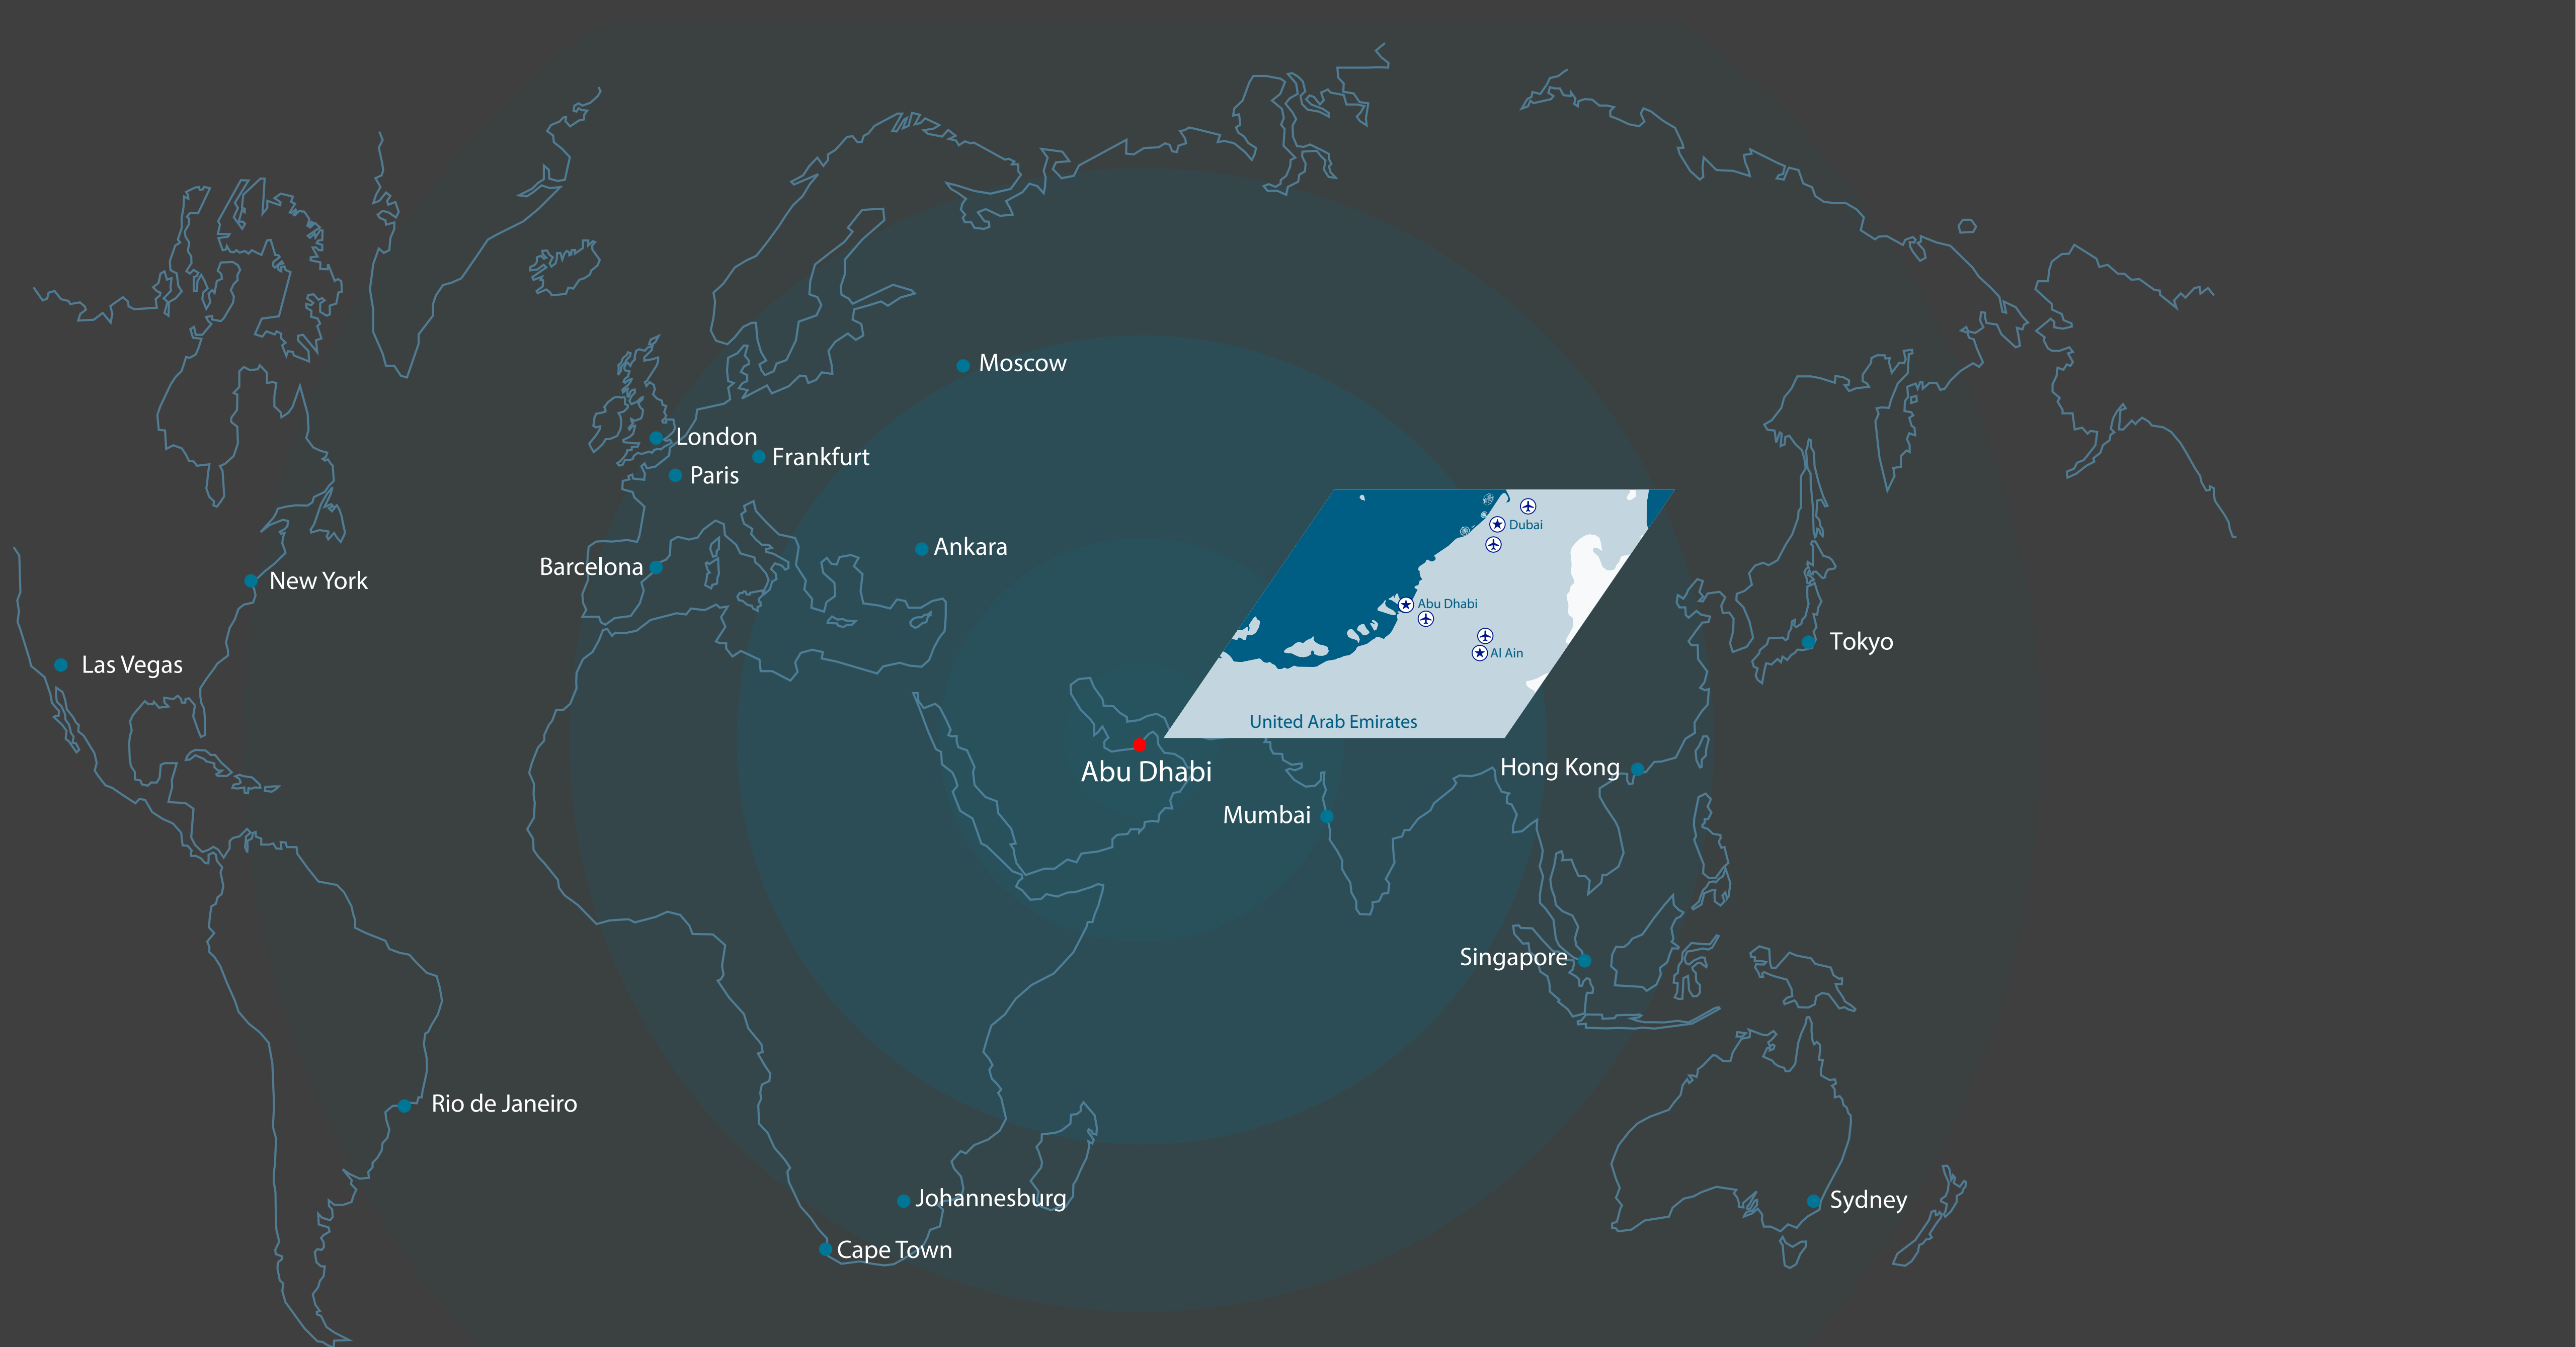 Moscow
London
Frankfurt
Paris
Dubai
Ankara
Barcelona
New York
Abu Dhabi
Tokyo
Al Ain
Las Vegas
United Arab Emirates
Abu Dhabi
Hong Kong
Mumbai
Singapore
Rio de Janeiro
Johannesburg
Sydney
Cape Town